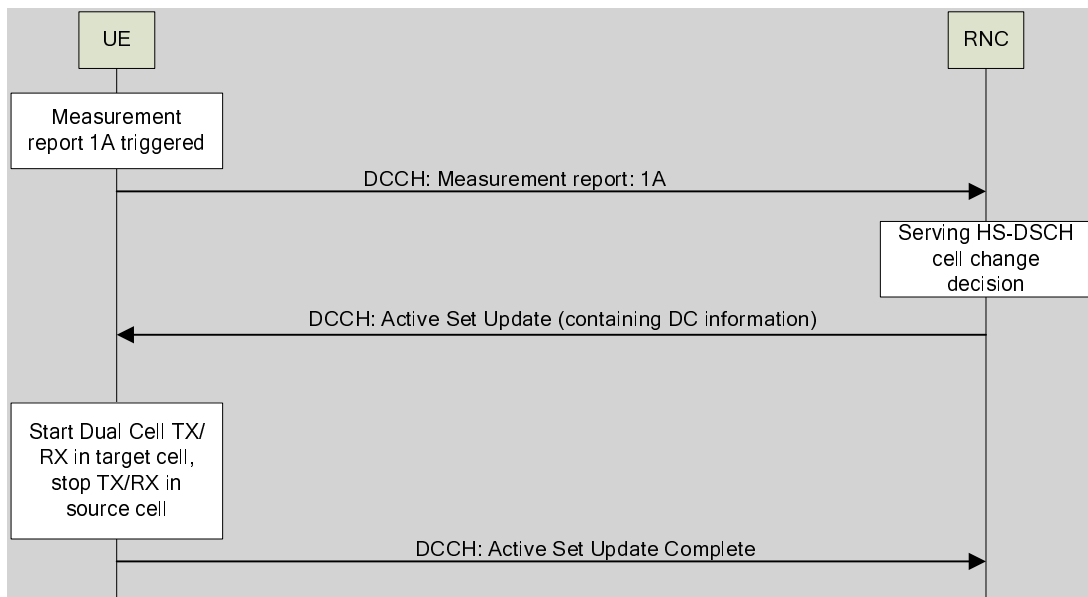 UE
RNC
Measurement
report 1A triggered
DCCH: Measurement report: 1A
Serving HS-DSCH
cell change
decision
DCCH: Active Set Update (containing DC information)
Start Dual Cell TX/
RX in target cell,
stop TX/RX in
source cell
DCCH: Active Set Update Complete